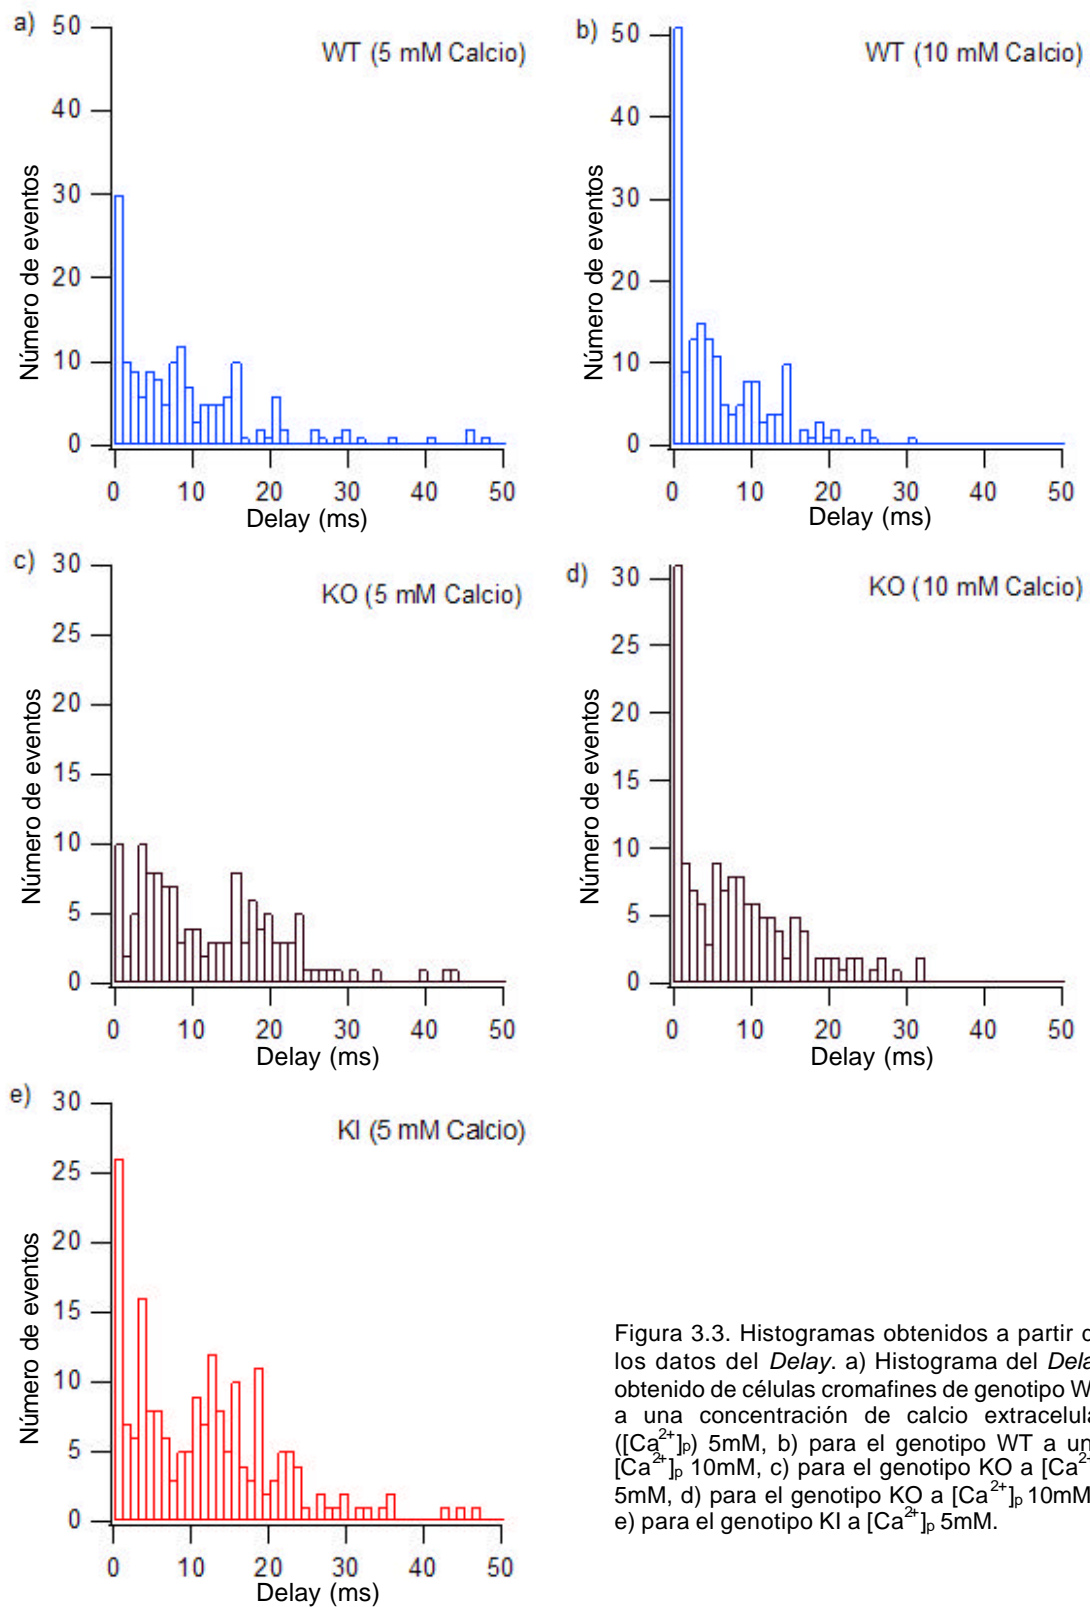 a)
WT (5 mM Calcio)
50
40
30
20
10
0
Número de eventos
0 10 20 30 40 50
Delay (ms)
b)
WT (10 mM Calcio)
50
40
30
20
10
0
Número de eventos
0 10 20 30 40 50
Delay (ms)
c)
KO (5 mM Calcio)
30
25
20
15
10
5
0
Número de eventos
0 10 20 30 40 50
Delay (ms)
d)
KO (10 mM Calcio)
30
25
20
15
10
5
0
Número de eventos
0 10 20 30 40 50
Delay (ms)
e)
KI (5 mM Calcio)
30
25
20
15
10
5
0
Número de eventos
0 10 20 30 40 50
Delay (ms)
Figura 3.3. Histogramas obtenidos a partir
los datos del Delay. a) Histograma del
obtenido de células cromafines de genotipo
a una concentración de calcio
([Ca²⁺]p) 5mM, b) para el genotipo WT a
[Ca²⁺]p 10mM, c) para el genotipo KO a [Ca²⁺
5mM, d) para el genotipo KO a [Ca²⁺]p 10mM
e) para el genotipo KI a [Ca²⁺]p 5mM.